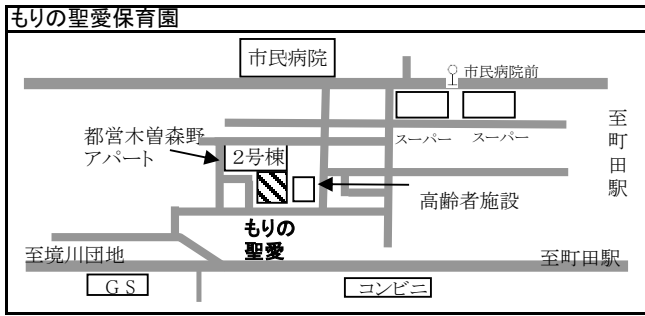 もりの聖愛保育園
市民病院
市民病院前
スーパー
スーパー
至町田駅
都営木曽森野
アパート
2号棟
高齢者施設
もりの
聖愛
至境川団地
至町田駅
GS
コンビニ